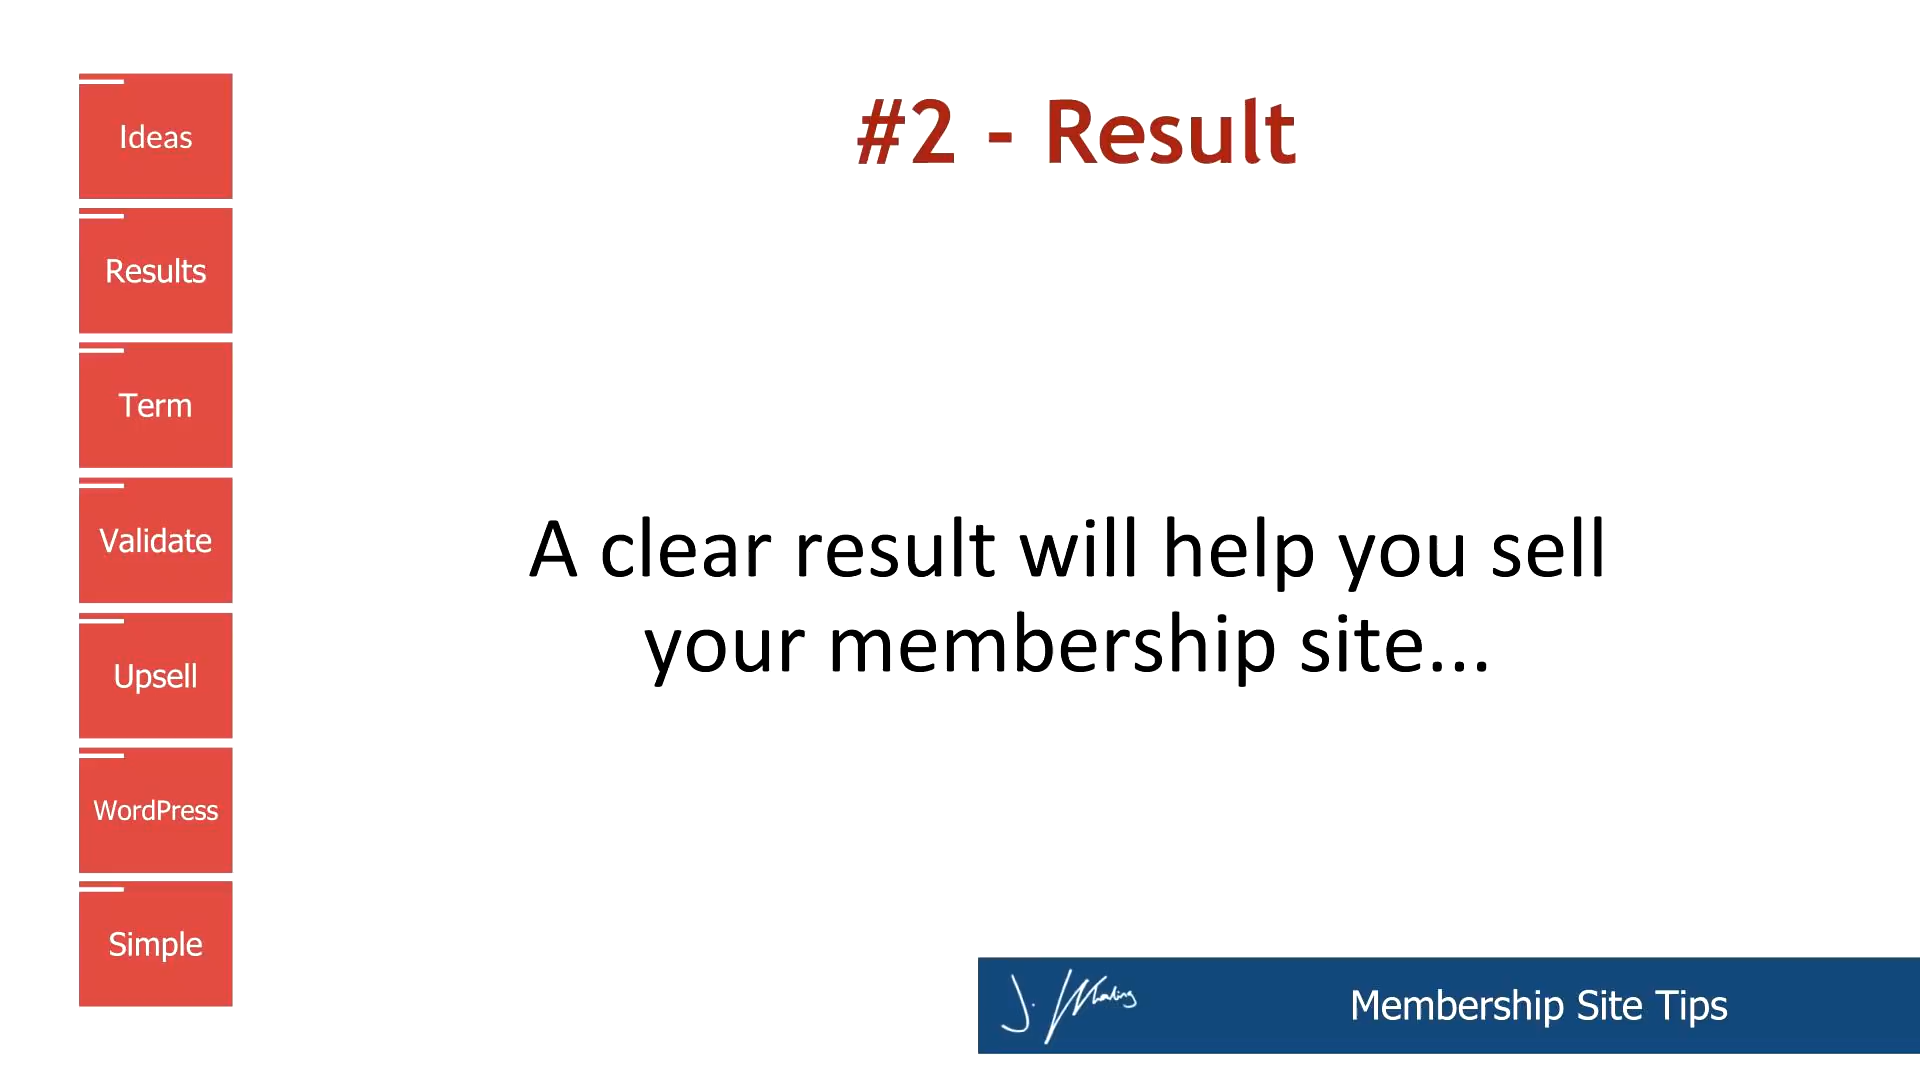 #2 - Result
Ideas
Results
Term
Validate
Upsell
WordPress
Simple
A clear result will help you sell
your membership site...
Membership Site Tips